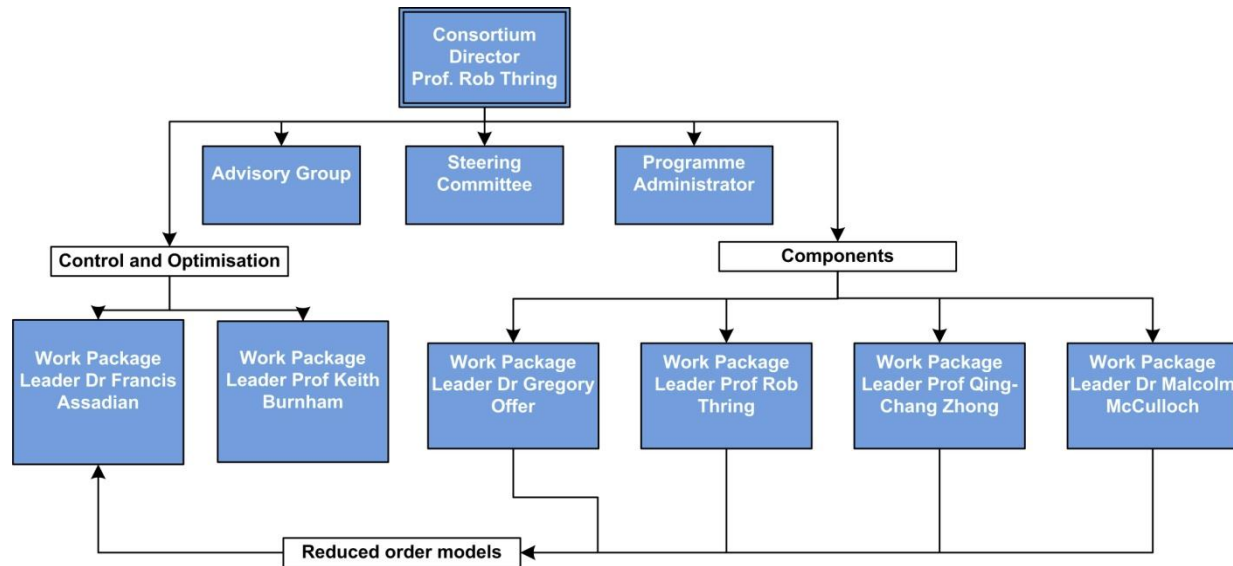 Consortium
Director
Prof. Rob Thring
Advisory Group
Steering
Committee
Programme
Administrator
Control and Optimisation
Components
Work Package
Leader Dr Francis
Assadian
Work Package
Leader Prof Keith
Burnham
Work Package
Leader Dr Gregory
Offer
Work Package
Leader Prof Rob
Thring
Work Package
Leader Prof Qing-
Chang Zhong
Work Package
Leader Dr Malcolm
McCulloch
Reduced order models